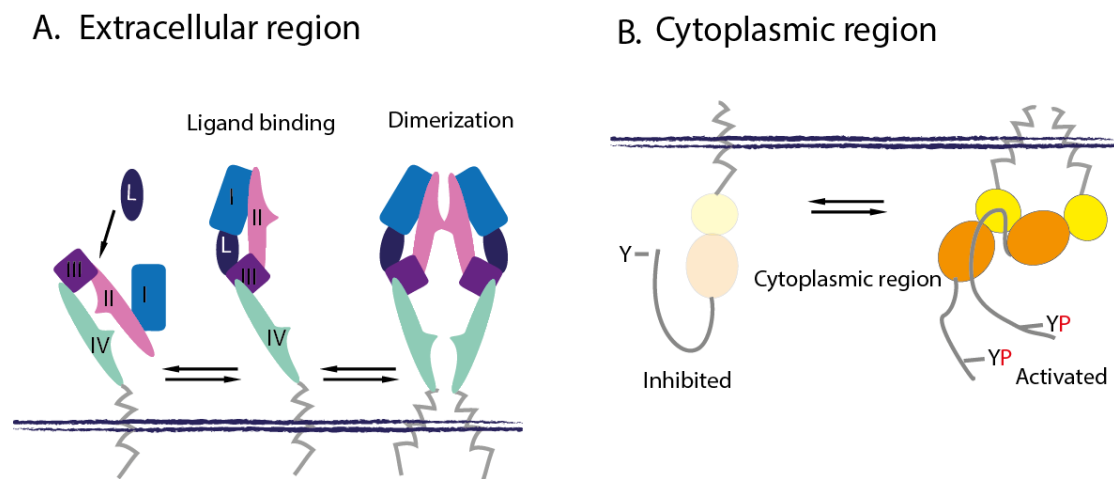 A. Extracellular region
Ligand binding
Dimerization
L
III
II
I
IV
I
II
L
III
IV
B. Cytoplasmic region
Y
Cytoplasmic region
Inhibited
YP
YP
Activated